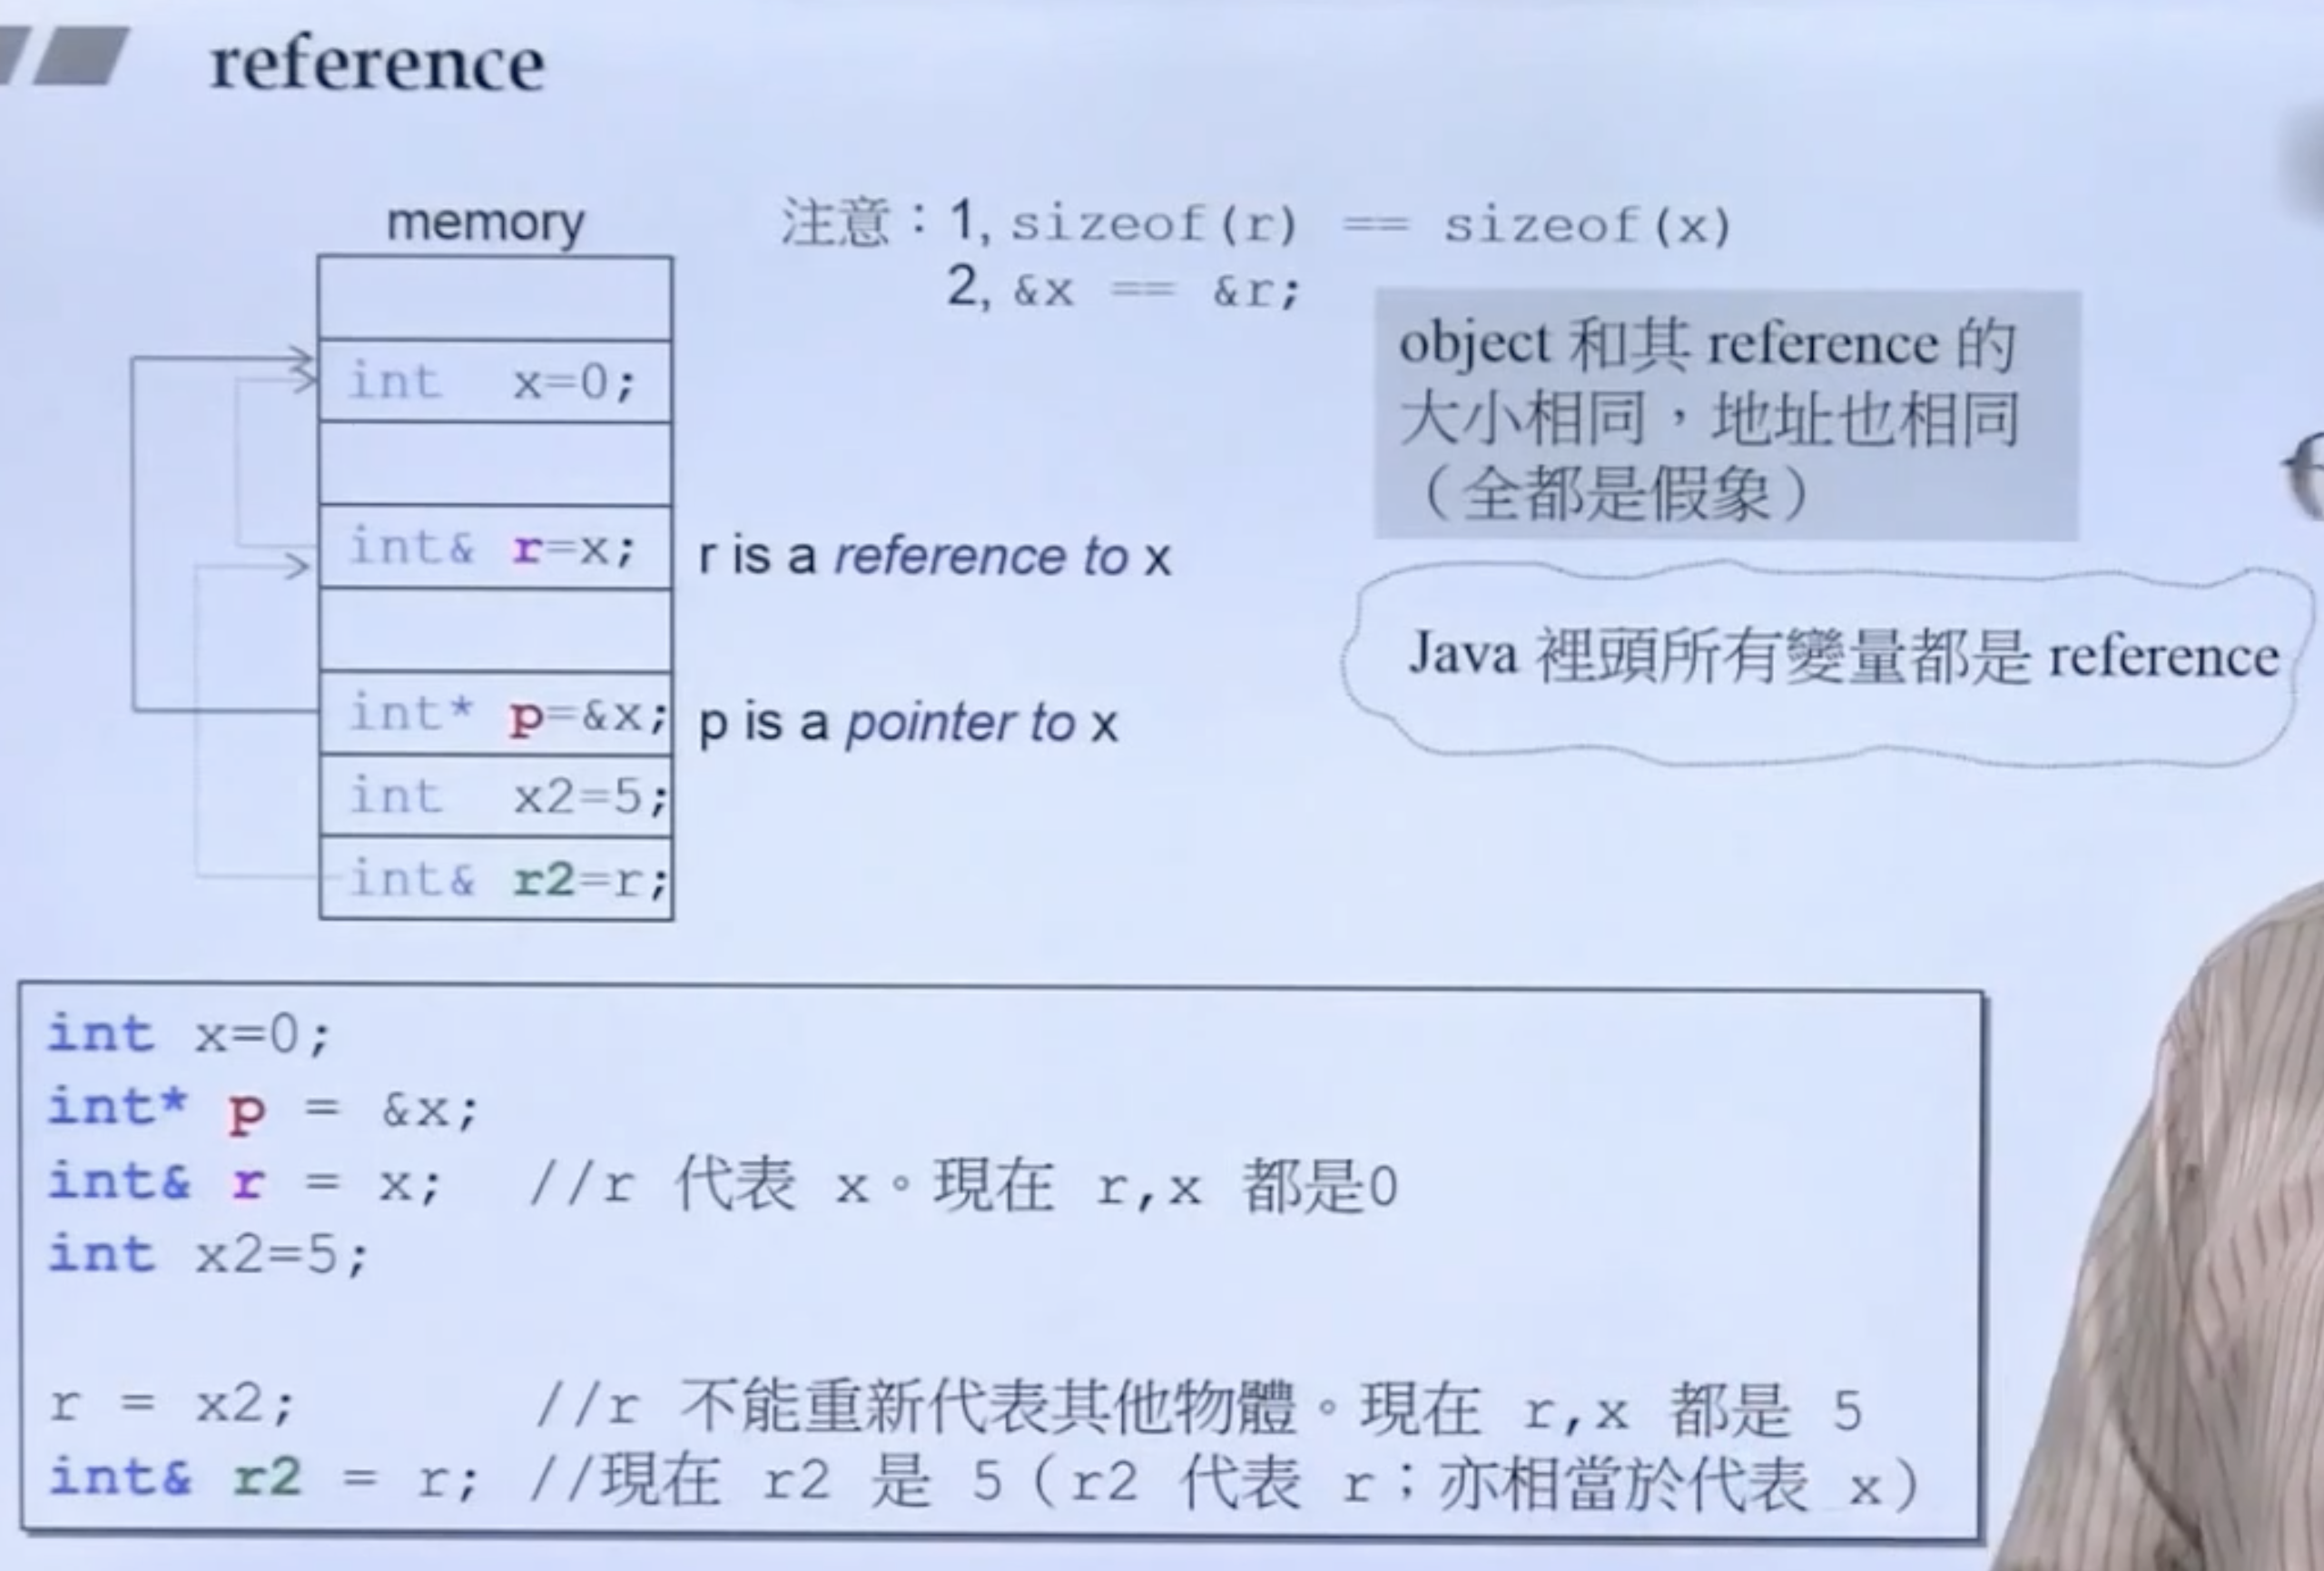 reference
memory
int x=0;
int& r=x;
r is a reference to x
int* p=&x;
p is a pointer to x
int x2=5;
int& r2=r;
注意：1, sizeof(r) == sizeof(x)
2, &x == &r;
object 和其 reference 的
大小相同，地址也相同
（全都是假象）
Java 裡頭所有變量都是 reference
int x=0;
int* p = &x;
int& r = x; //r 代表 x。現在 r,x 都是0
int x2=5;
r = x2; //r 不能重新代表其他物體。現在 r,x 都是 5
int& r2 = r; //現在 r2 是 5（r2 代表 r；亦相當於代表 x）